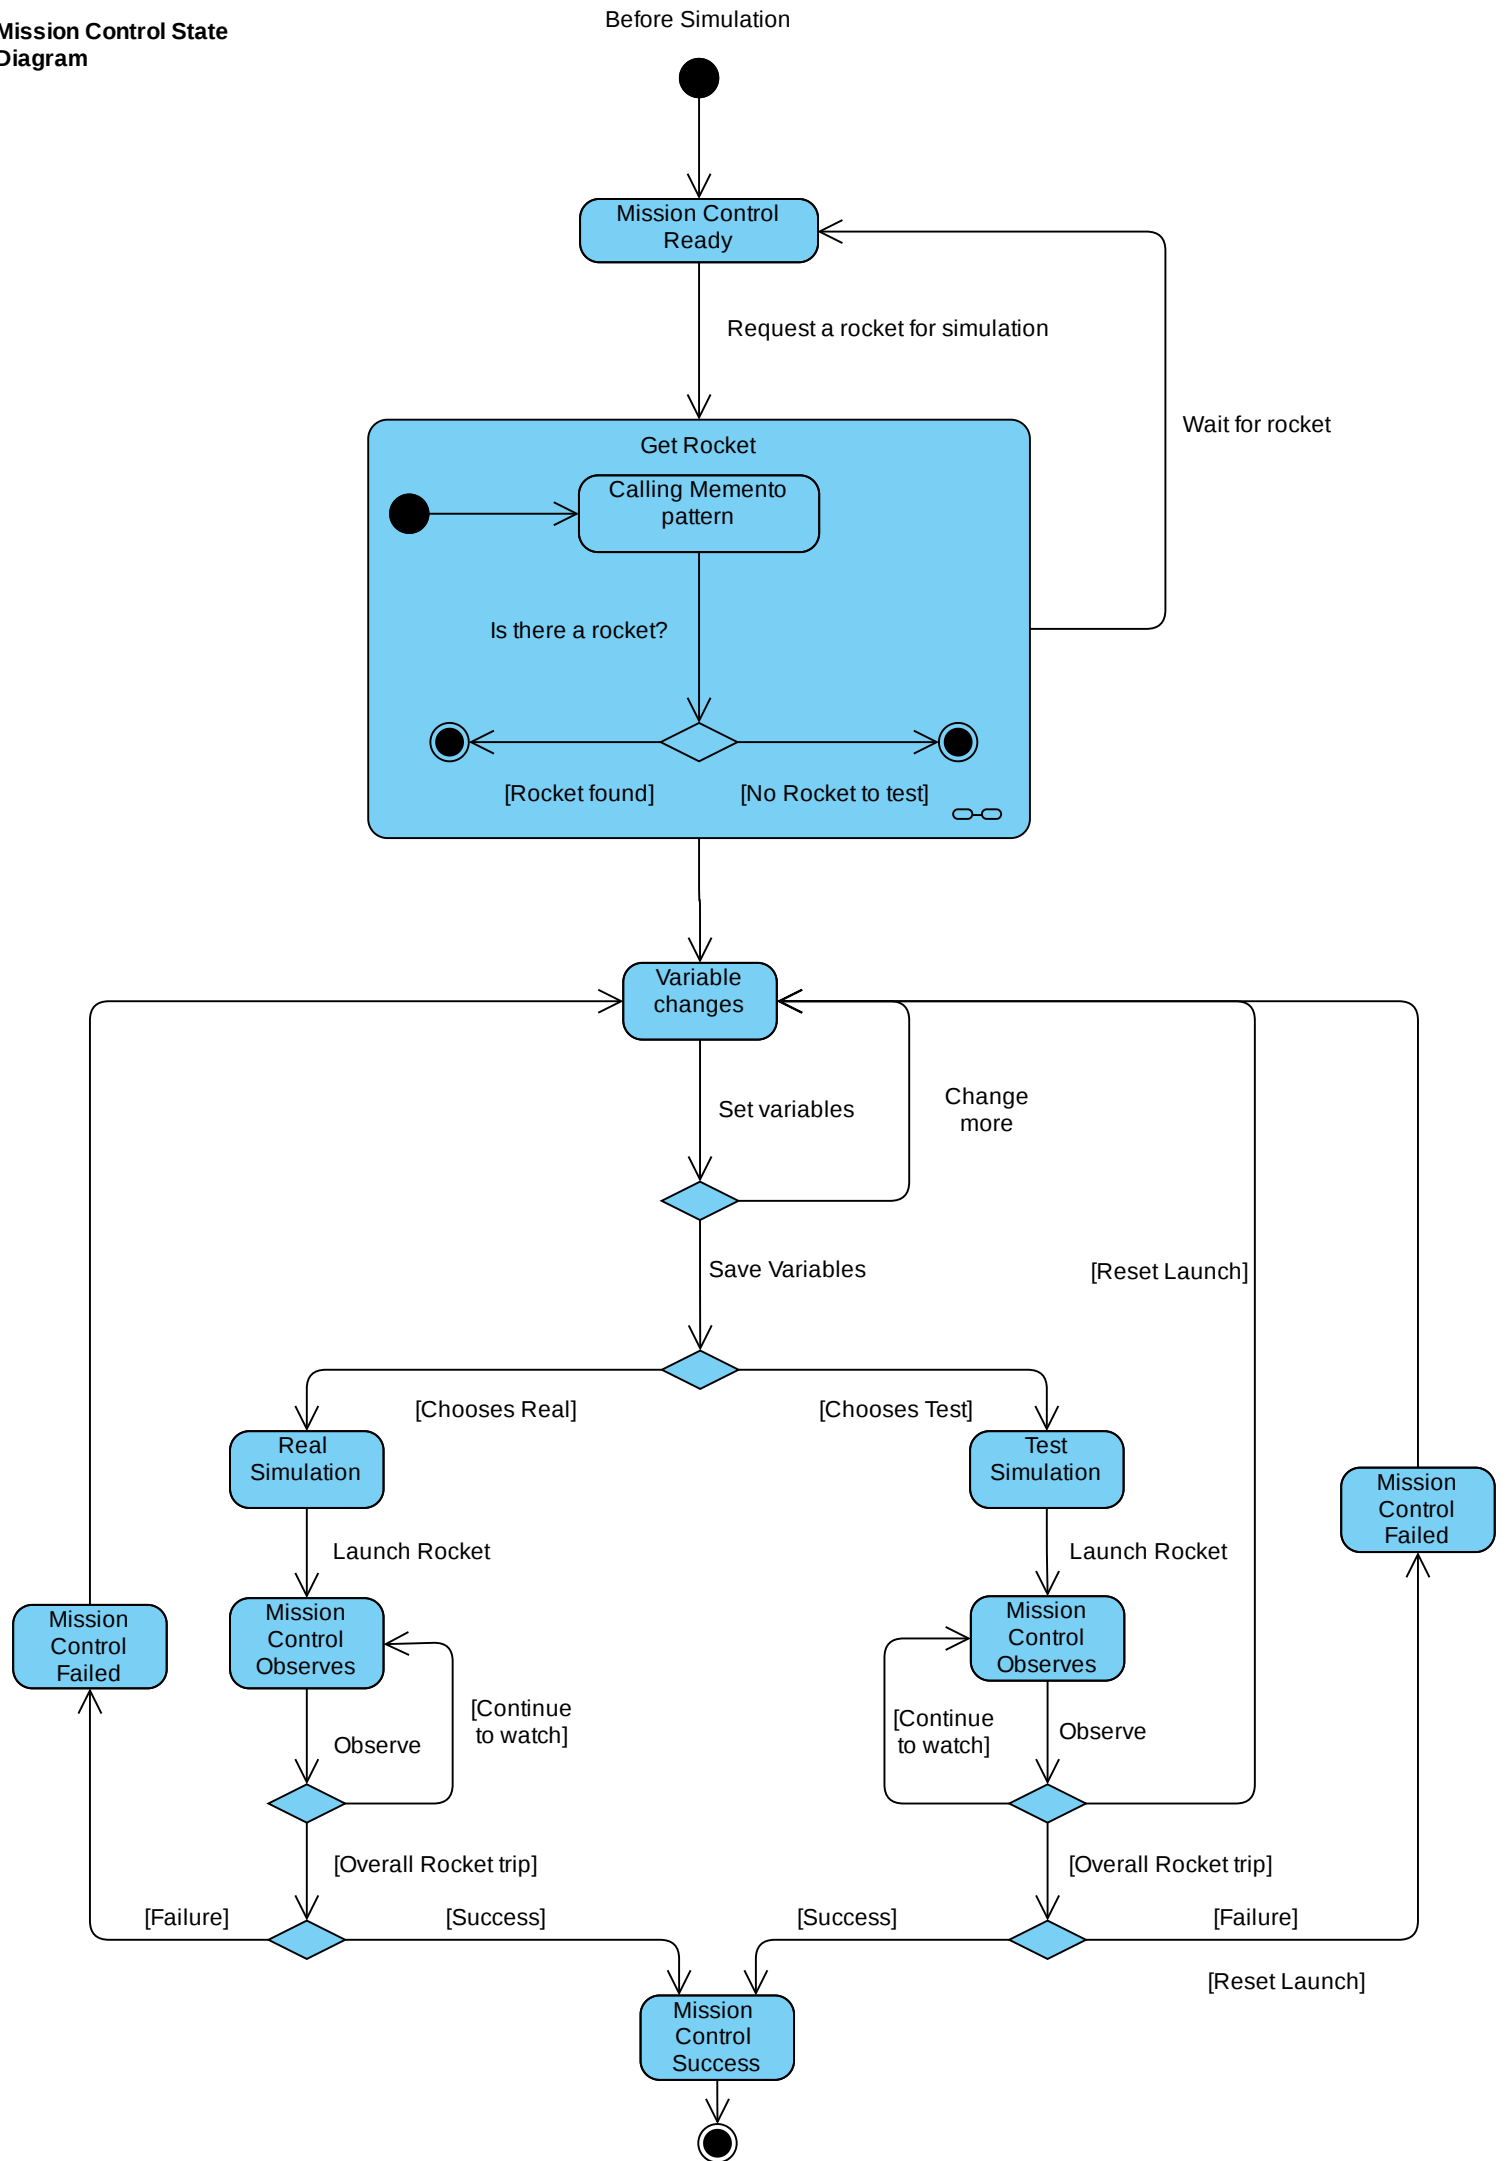 Mission Control State
Diagram
Before Simulation
Mission Control
Ready
Request a rocket for simulation
Wait for rocket
Get Rocket
Calling Memento
pattern
Is there a rocket?
[Rocket found]
[No Rocket to test]
Variable
changes
Set variables
Change
more
Save Variables
[Reset Launch]
[Chooses Real]
[Chooses Test]
Real
Simulation
Test
Simulation
Mission
Control
Failed
Launch Rocket
Launch Rocket
Mission
Control
Failed
Mission
Control
Observes
Mission
Control
Observes
[Continue
to watch]
Observe
[Continue
to watch]
Observe
[Overall Rocket trip]
[Overall Rocket trip]
[Failure]
[Success]
[Success]
[Failure]
[Reset Launch]
Mission
Control
Success